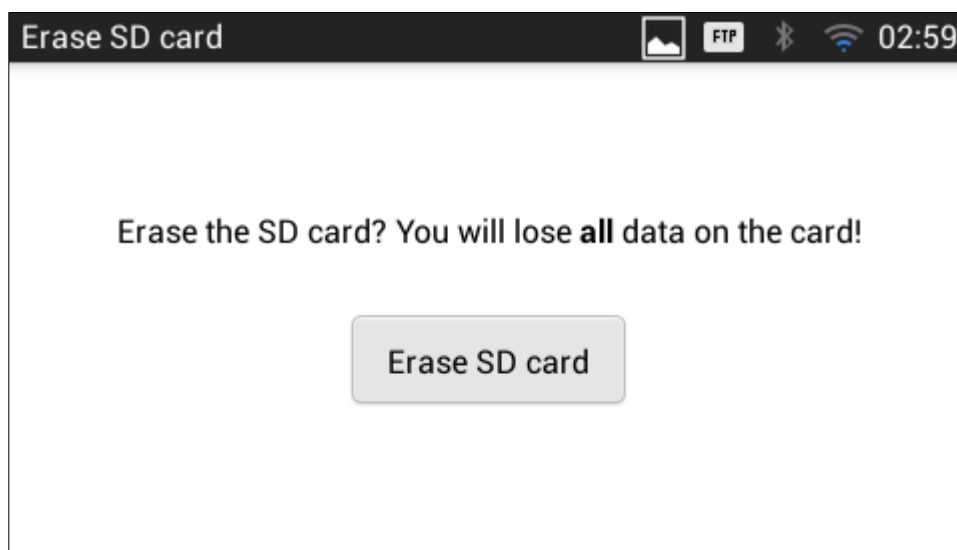 Erase SD card FTP 02:59
Erase the SD card? You will lose all data on the card!
Erase SD card